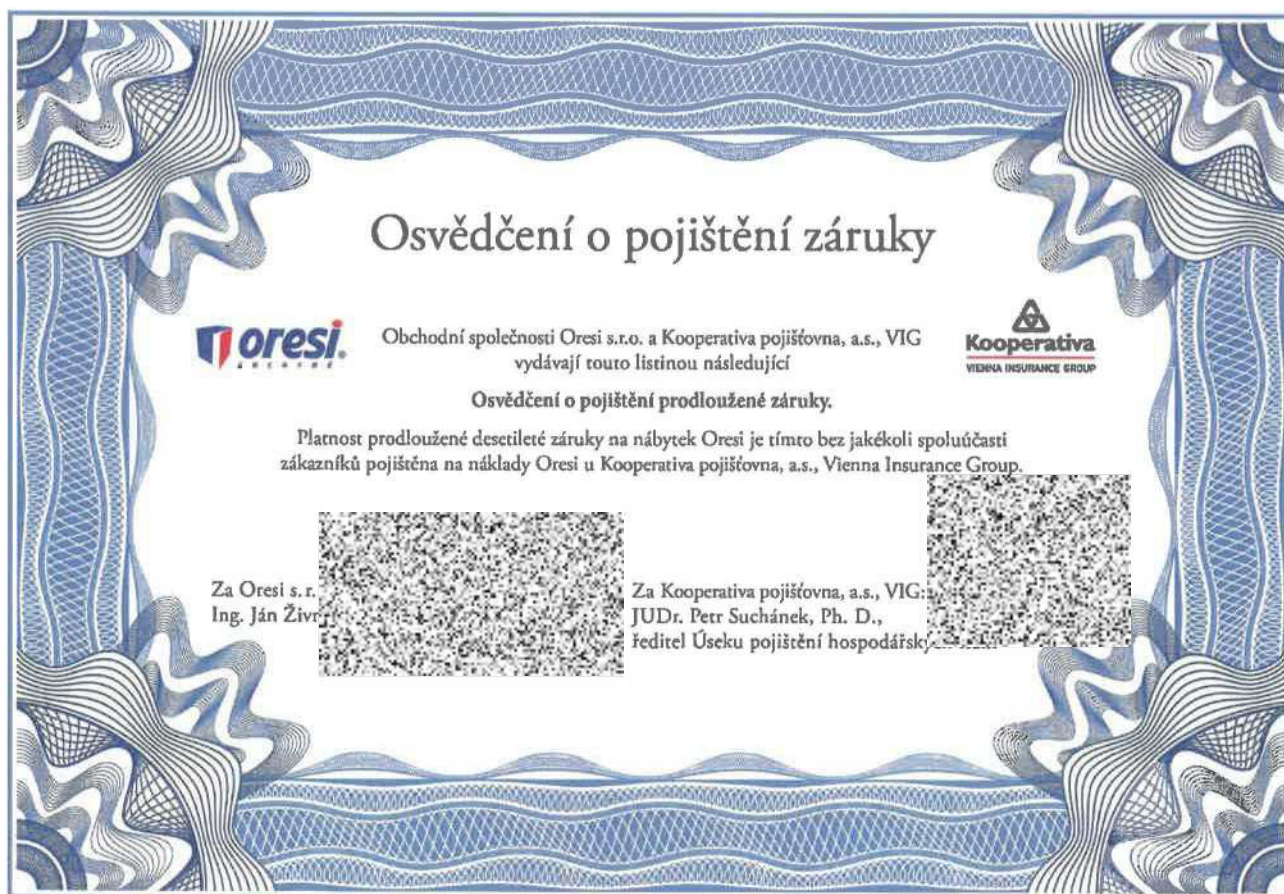 Osvědčení o pojištění záruky
oresi.
Obchodní společnosti Oresi s.r.o. a Kooperativa pojišťovna, a.s., VIG
vydávají touto listinou následující
Kooperativa
VIENNA INSURANCE GROUP
Osvědčení o pojištění prodloužené záruky.
Platnost prodloužené desetileté záruky na nábytek Oresi je tímto bez jakékoli spoluúčasti
zákazníků pojištěna na náklady Oresi u Kooperativa pojišťovna, a.s., Vienna Insurance Group.
Za Oresi s. r.
Ing. Ján
Za Kooperativa pojišťovna, a.s., VIG:
JUDr. Petr Suchánek, Ph. D.,
ředitel Úseku pojištění